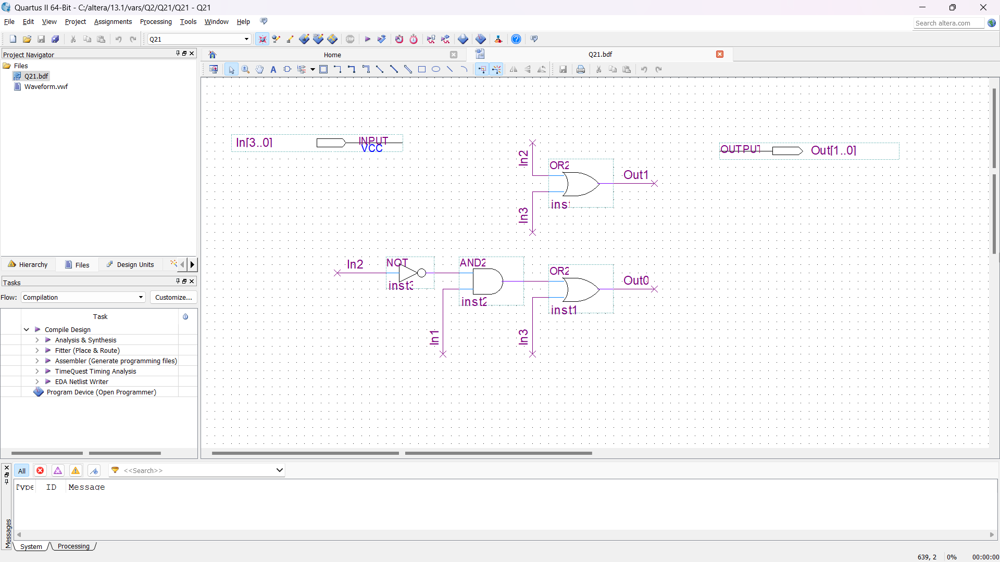 Quartus II 64-Bit - C:/altera/13.1/vars/Q2/Q21/Q21 - Q21
File Edit View Project Assignments Processing Tools Window Help
Search altera.com
Q21
Project Navigator
Files
Q21.bdf
Waveform.vwf
Hierarchy Files Design Units
Tasks
Flow: Compilation Customize...
Task
Compile Design
Analysis & Synthesis
Fitter (Place & Route)
Assembler (Generate programming files)
TimeQuest Timing Analysis
EDA Netlist Writer
Program Device (Open Programmer)
Home Q21.bdf
In[3..0] INPUT
VCC
In2
OR2
Out1
In3
inst
OUTPUT Out[1..0]
In2
NOT
inst3
AND2
inst2
In1
OR2
Out0
inst1
In3
All <<Search>>
Type ID Message
Messages
System Processing
639, 2 0% 00:00:00